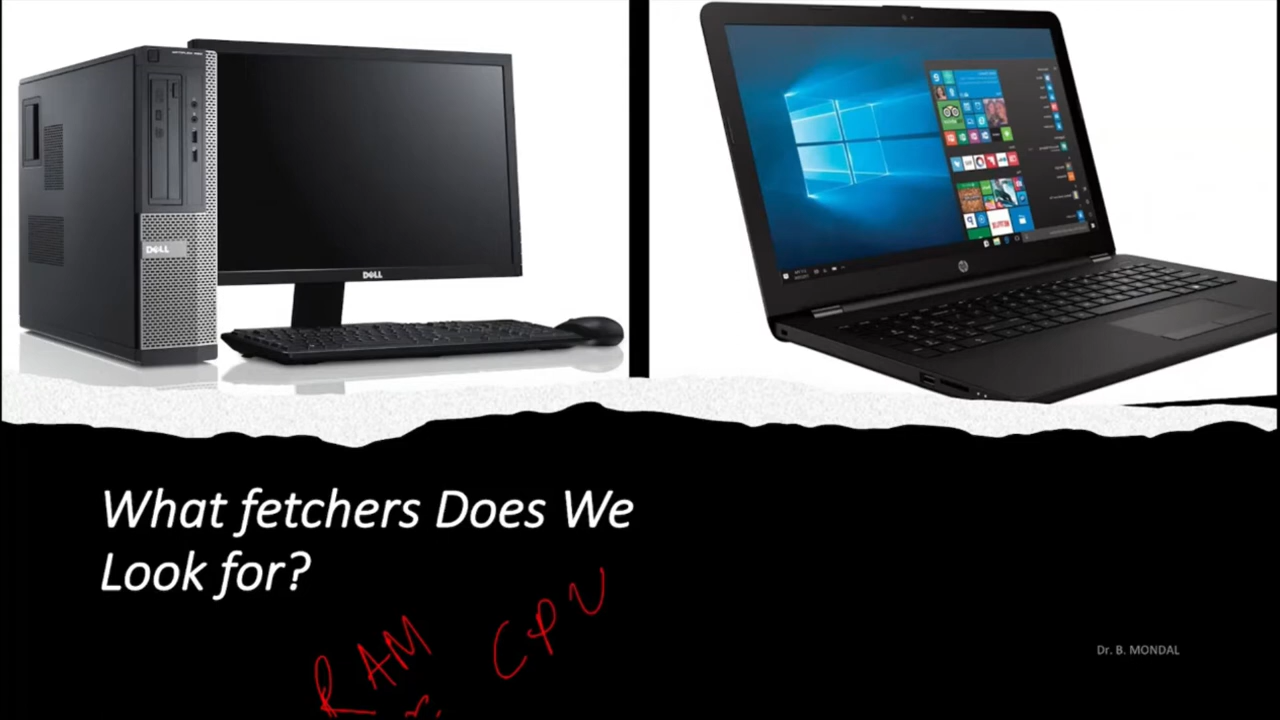 DELL
DELL
What fetchers Does We
Look for?
RAM
CPU
Dr. B. MONDAL